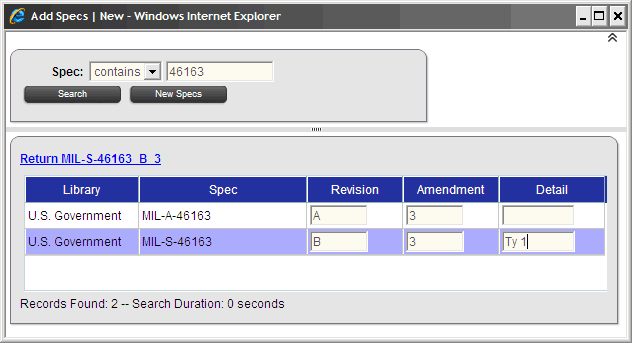 Add Specs | New - Windows Internet Explorer
Spec: contains 46163
Search New Specs
Return MIL-S-46163_B_3
Library Spec Revision Amendment Detail
U.S. Government MIL-A-46163 A 3
U.S. Government MIL-S-46163 B 3 Ty 1
Records Found: 2 -- Search Duration: 0 seconds